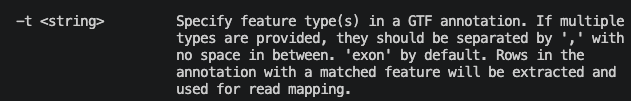 -t <string> Specify feature type(s) in a GTF annotation. If multiple
types are provided, they should be separated by ',' with
no space in between. 'exon' by default. Rows in the
annotation with a matched feature will be extracted and
used for read mapping.